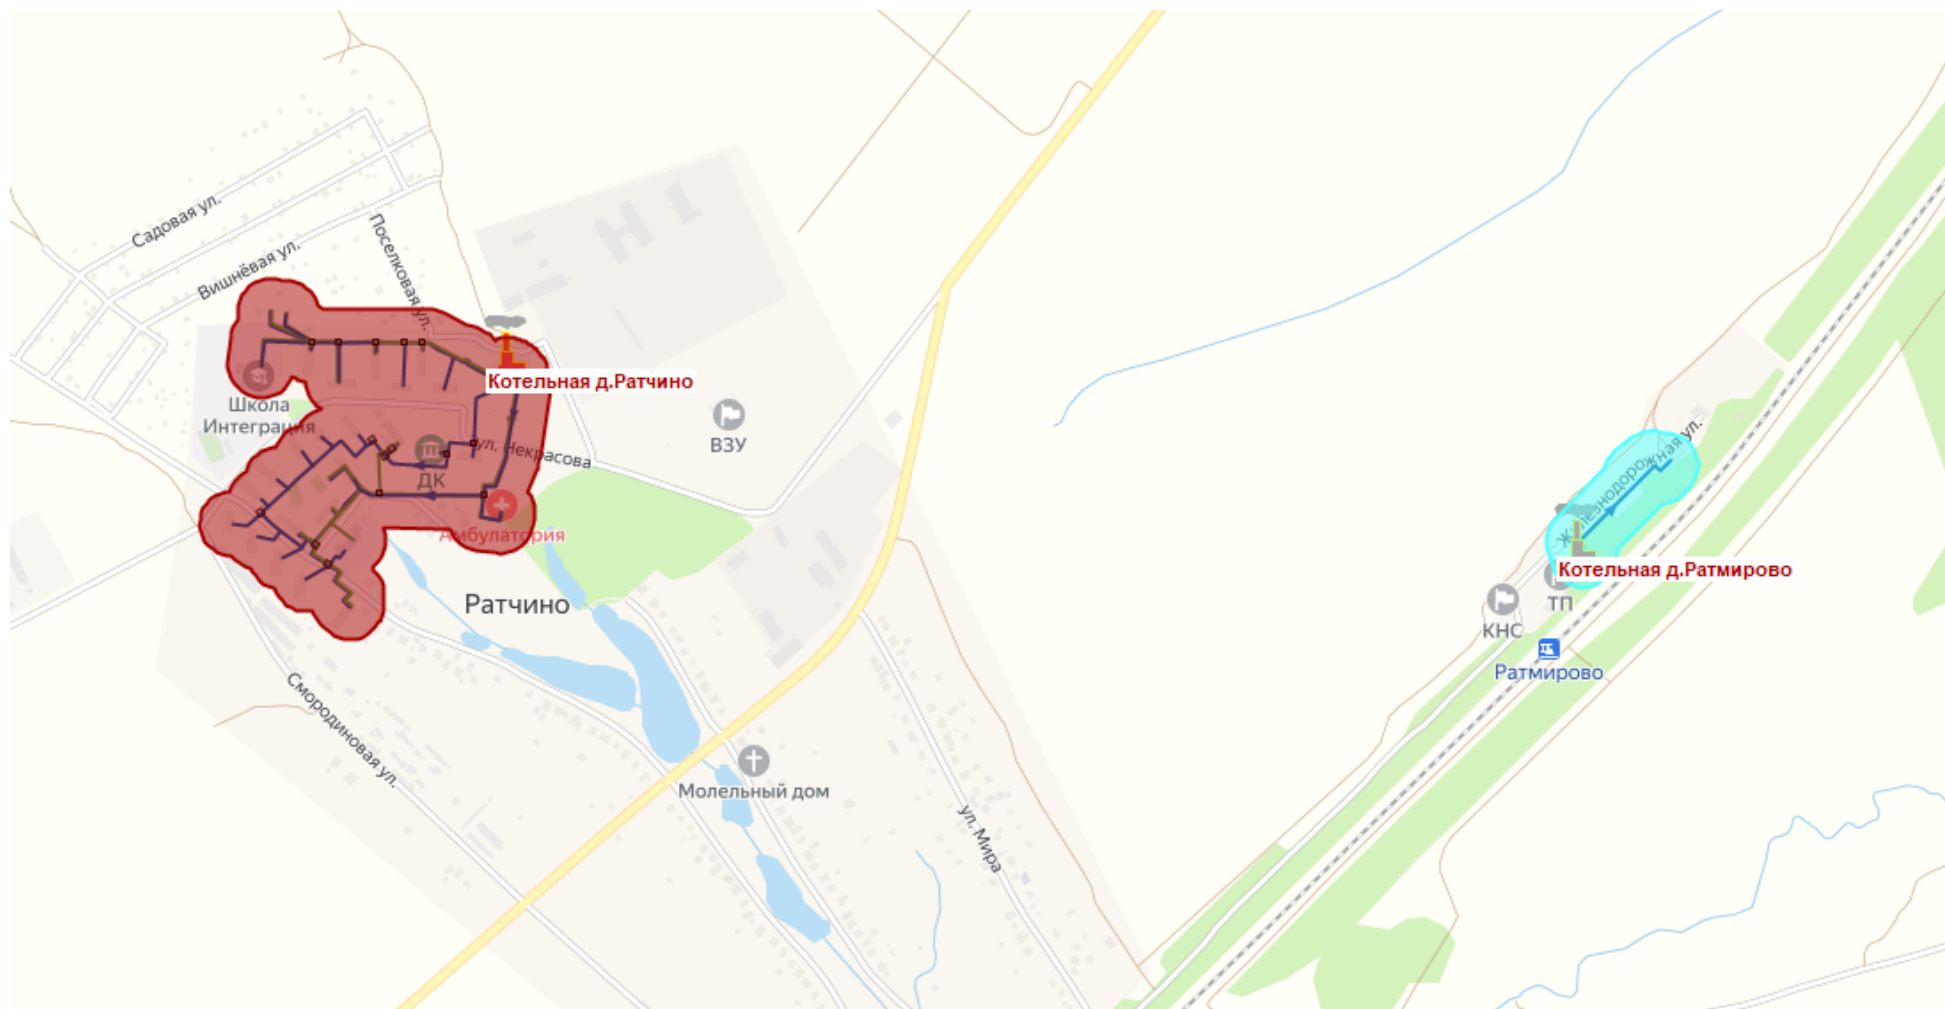 Садовая ул.
Вишнёвая ул.
Поселковая ул.
Котельная д.Ратчино
Школа
Интеграция
ул. Некрасова
ДК
ВЗУ
Амбулатория
Ратчино
Смородиновая ул.
Молельный дом
ул. Мира
Железнодорожная ул.
Котельная д.Ратмирово
ТП
КНС
Ратмирово